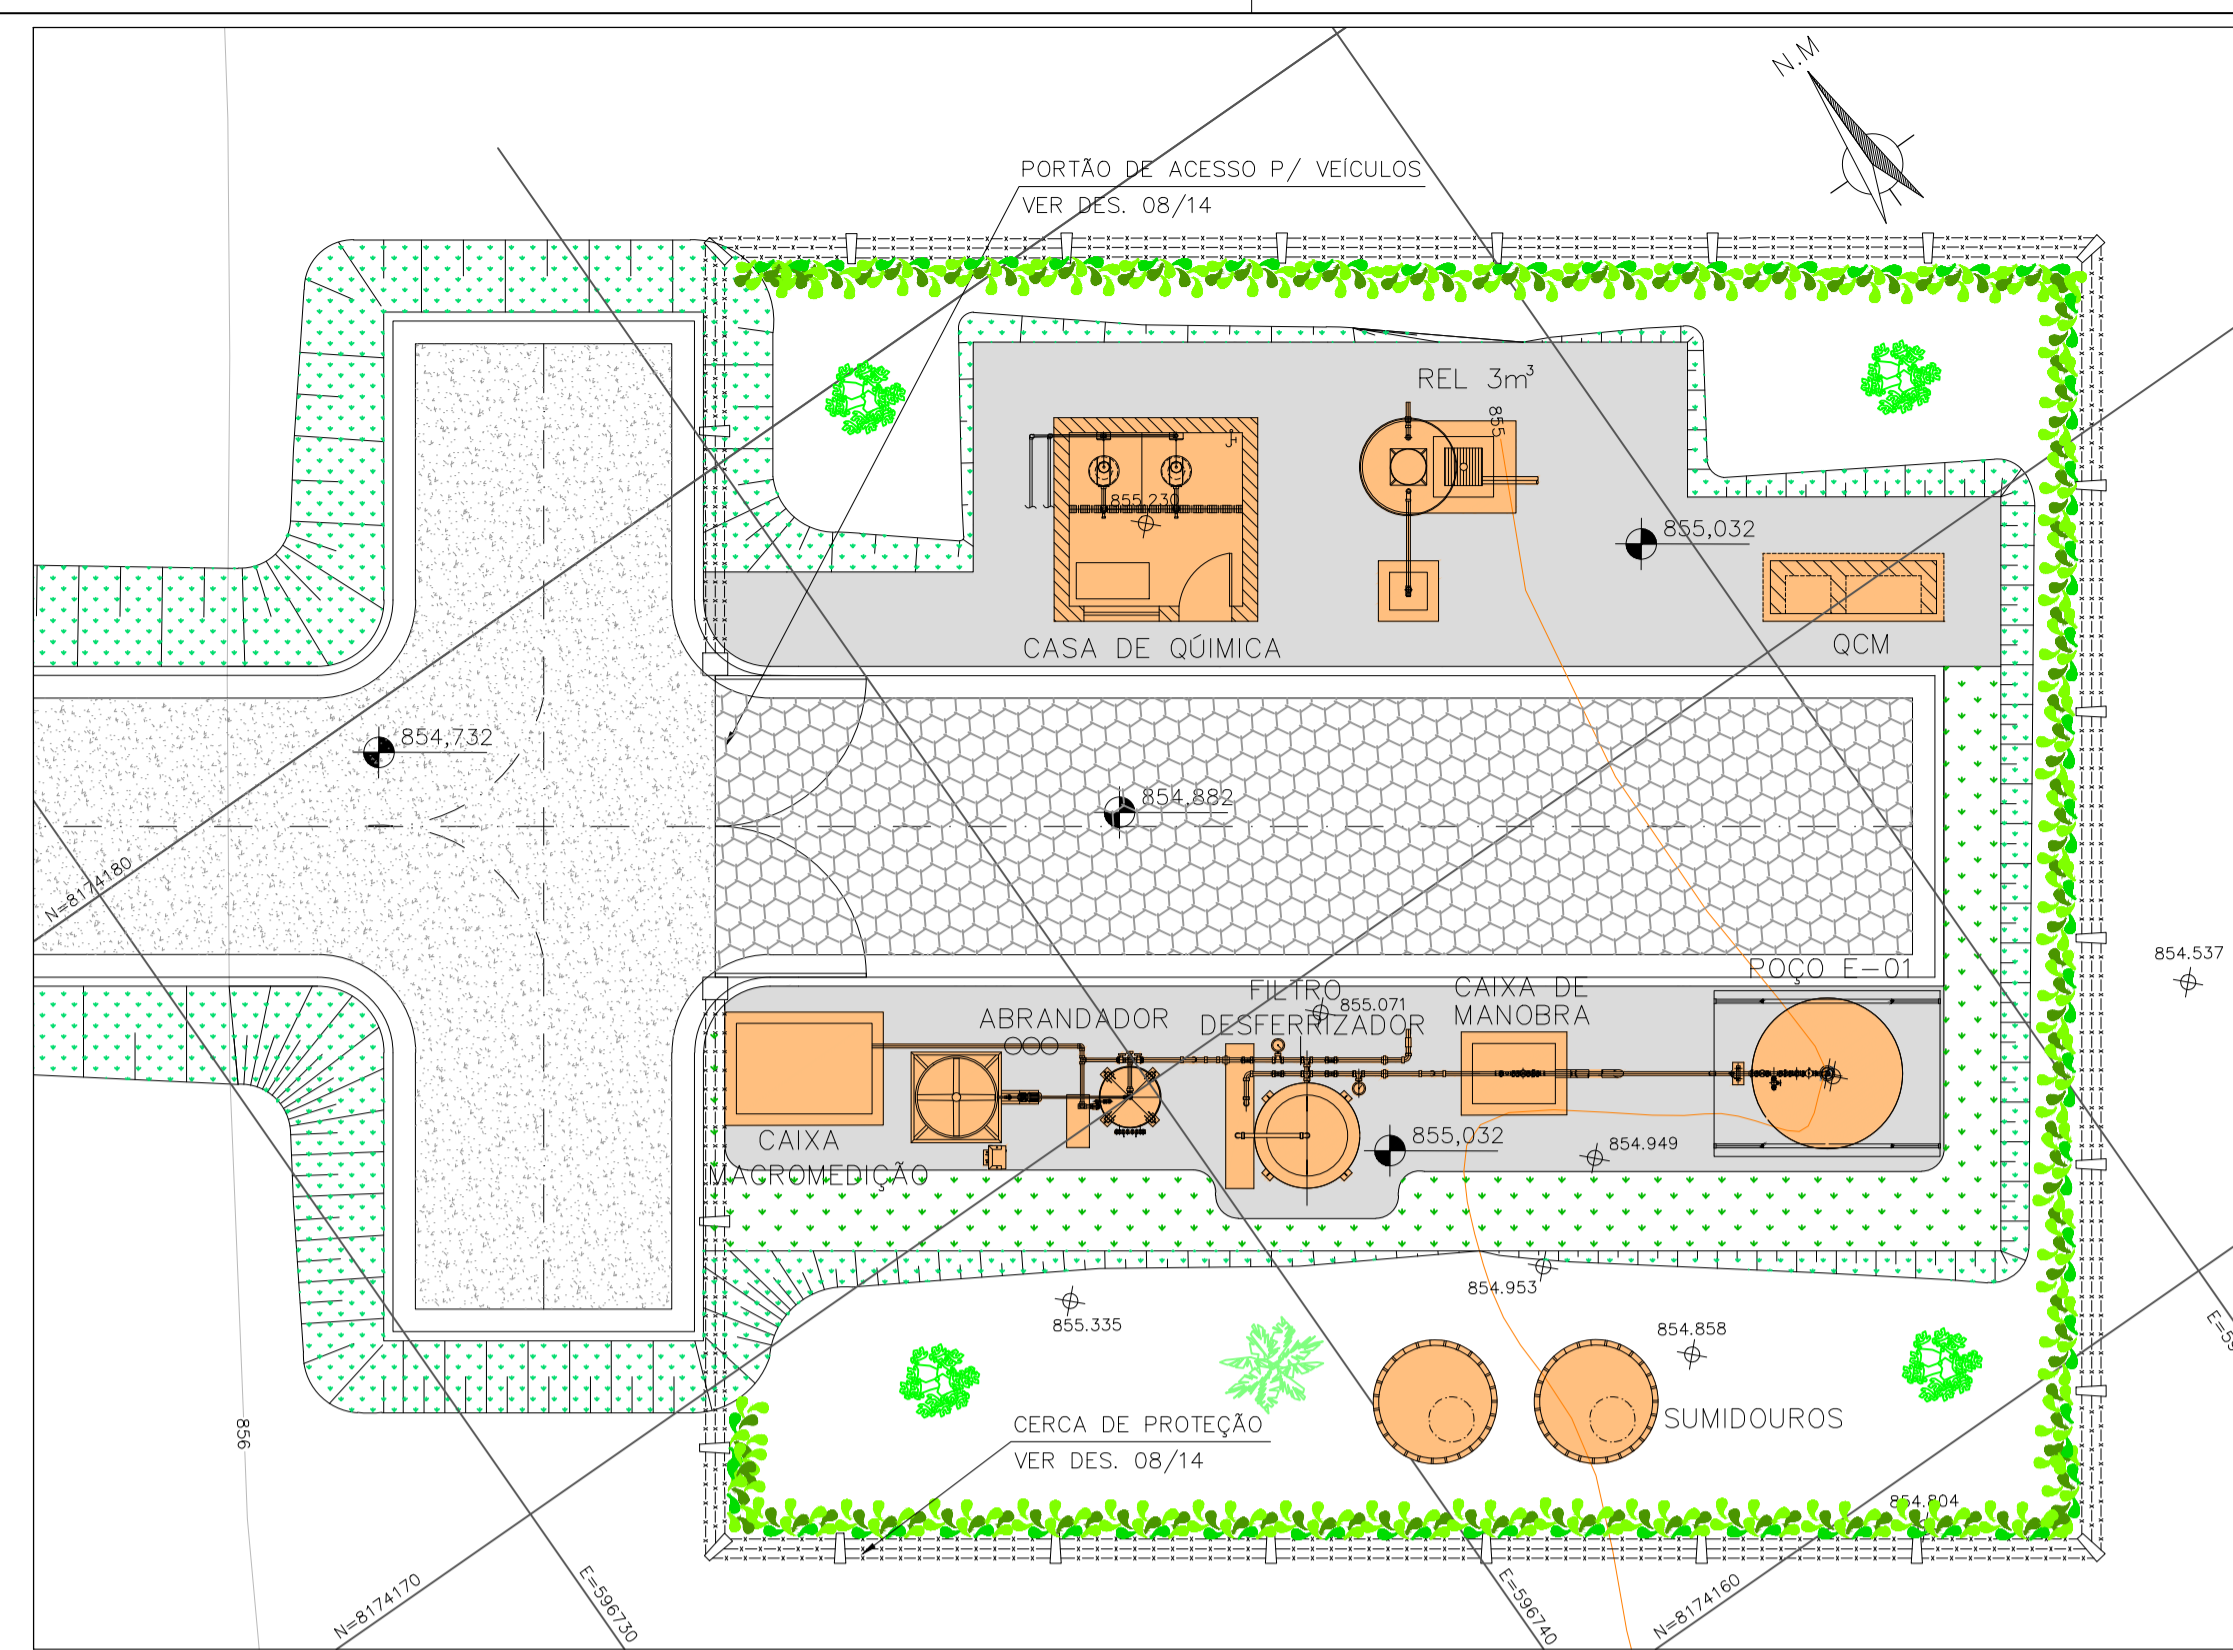 N.M
PORTÃO DE ACESSO P/ VEÍCULOS
VER DES. 08/14
REL 3m³
855
855.230
855,032
CASA DE QÚIMICA
QCM
854,732
854.882
N=8174180
POÇO E-01
854.537
FILTRO
DESFERRIZADOR
855.071
CAIXA DE
MANOBRA
ABRANDADOR
CAIXA
MACROMEDIÇÃO
855,032
854.949
854.953
855.335
854.858
856
CERCA DE PROTEÇÃO
VER DES. 08/14
SUMIDOUROS
854.804
N=8174170
E=596730
E=596740
N=8174160